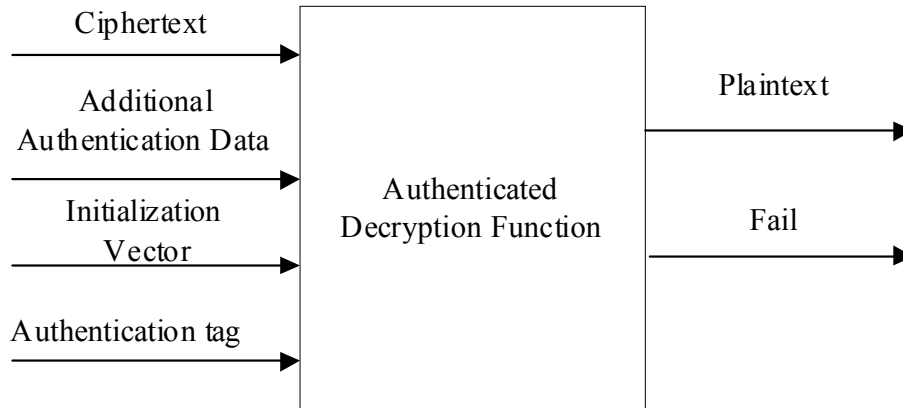 Ciphertext
Additional
Authentication Data
Initialization
Vector
Authentication tag
Authenticated
Decryption Function
Plaintext
Fail